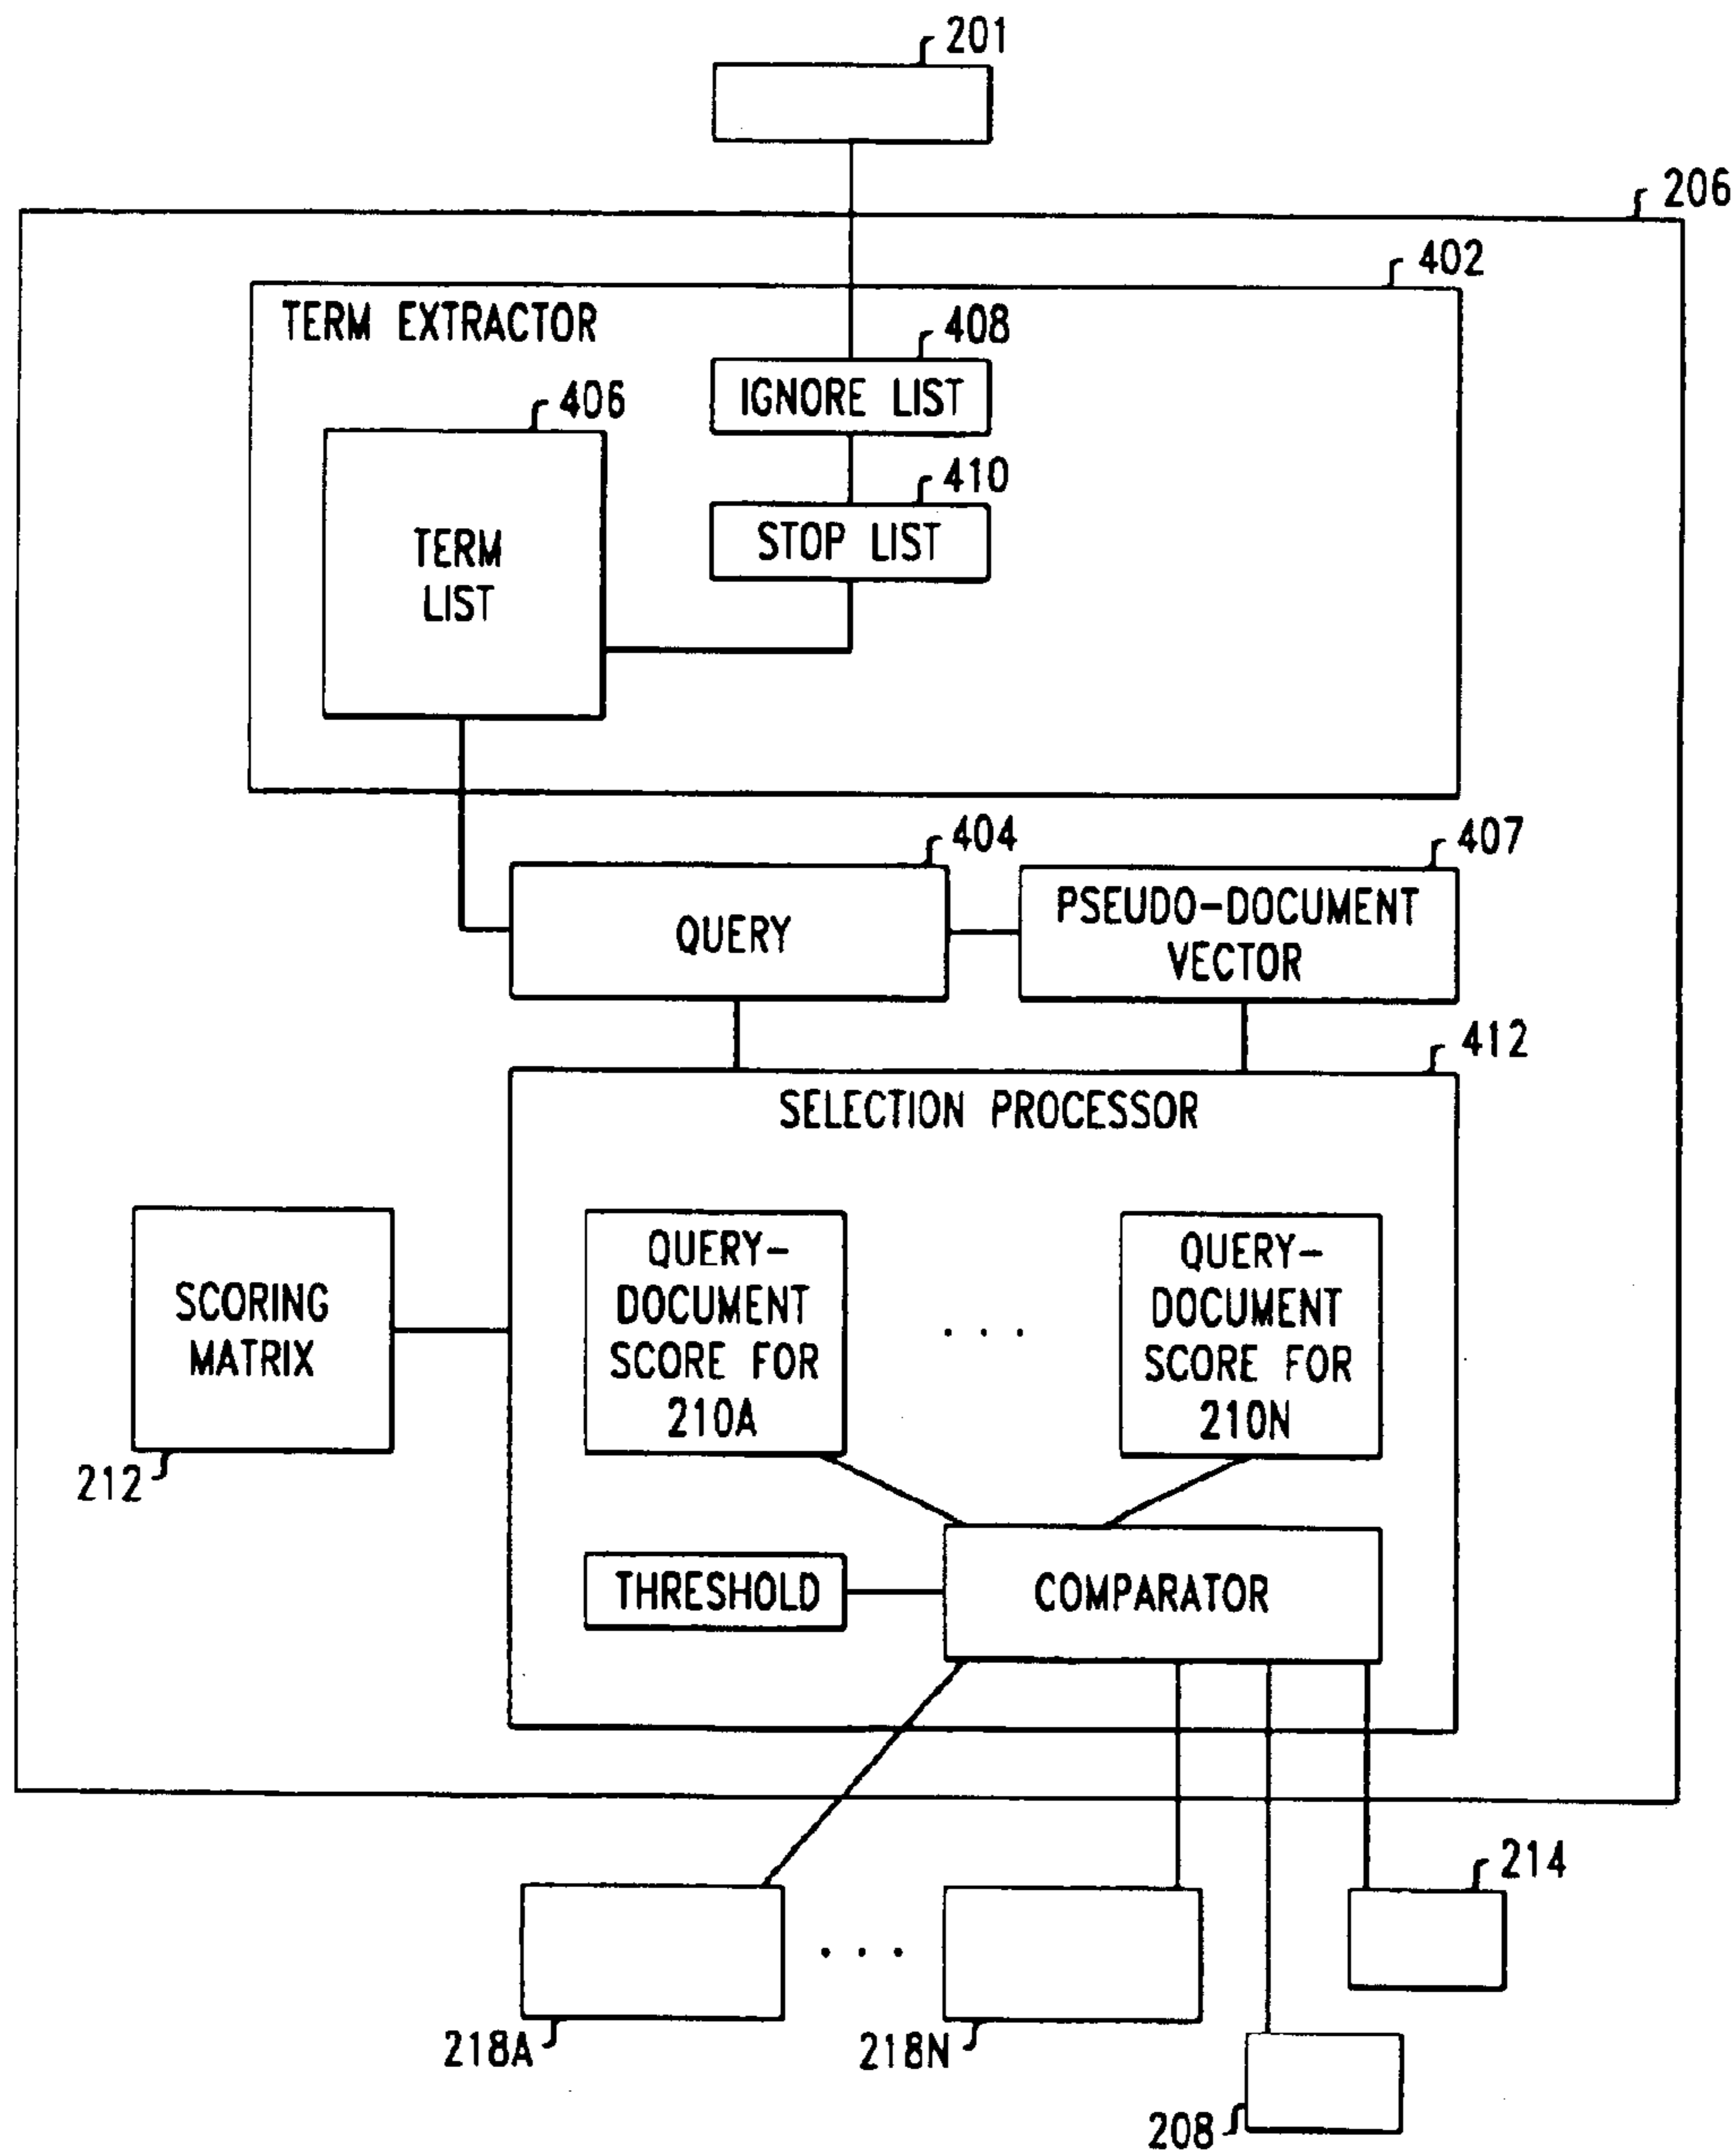 201
206
402
TERM EXTRACTOR
408
IGNORE LIST
406
410
STOP LIST
TERM
LIST
404
407
QUERY
PSEUDO-DOCUMENT
VECTOR
412
SELECTION PROCESSOR
SCORING
MATRIX
212
QUERY-
DOCUMENT
SCORE FOR
210A
. . .
QUERY-
DOCUMENT
SCORE FOR
210N
THRESHOLD
COMPARATOR
214
. . .
218A
218N
208